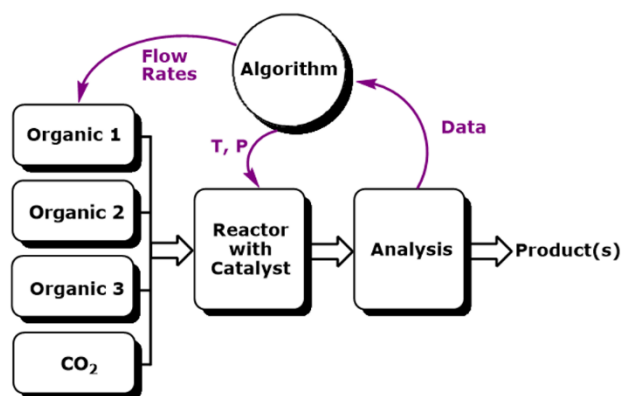 Flow
Rates
Algorithm
Data
Organic 1
T, P
Organic 2
Reactor
with
Catalyst
Analysis
Product(s)
Organic 3
CO₂